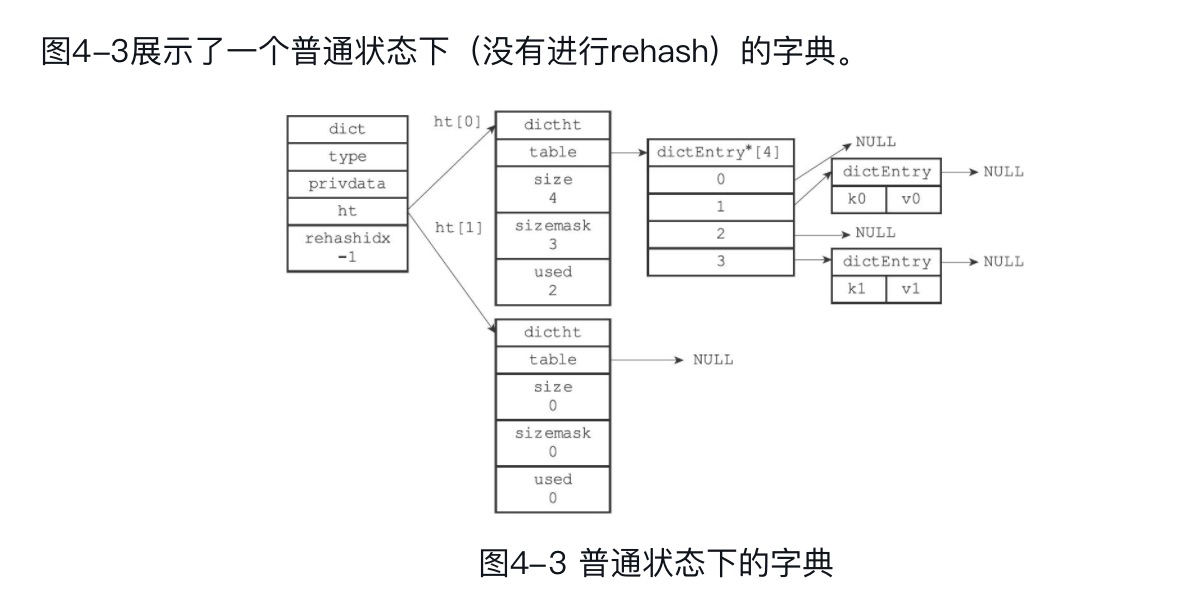 图4-3展示了一个普通状态下（没有进行rehash）的字典。
dict
type
privdata
ht
rehashidx
-1
ht[0]
ht[1]
dictht
table
size
4
sizemask
3
used
2
dictEntry*[4]
0
1
2
3
NULL
dictEntry
k0 v0
NULL
NULL
dictEntry
k1 v1
NULL
dictht
table
size
0
sizemask
0
used
0
NULL
图4-3 普通状态下的字典